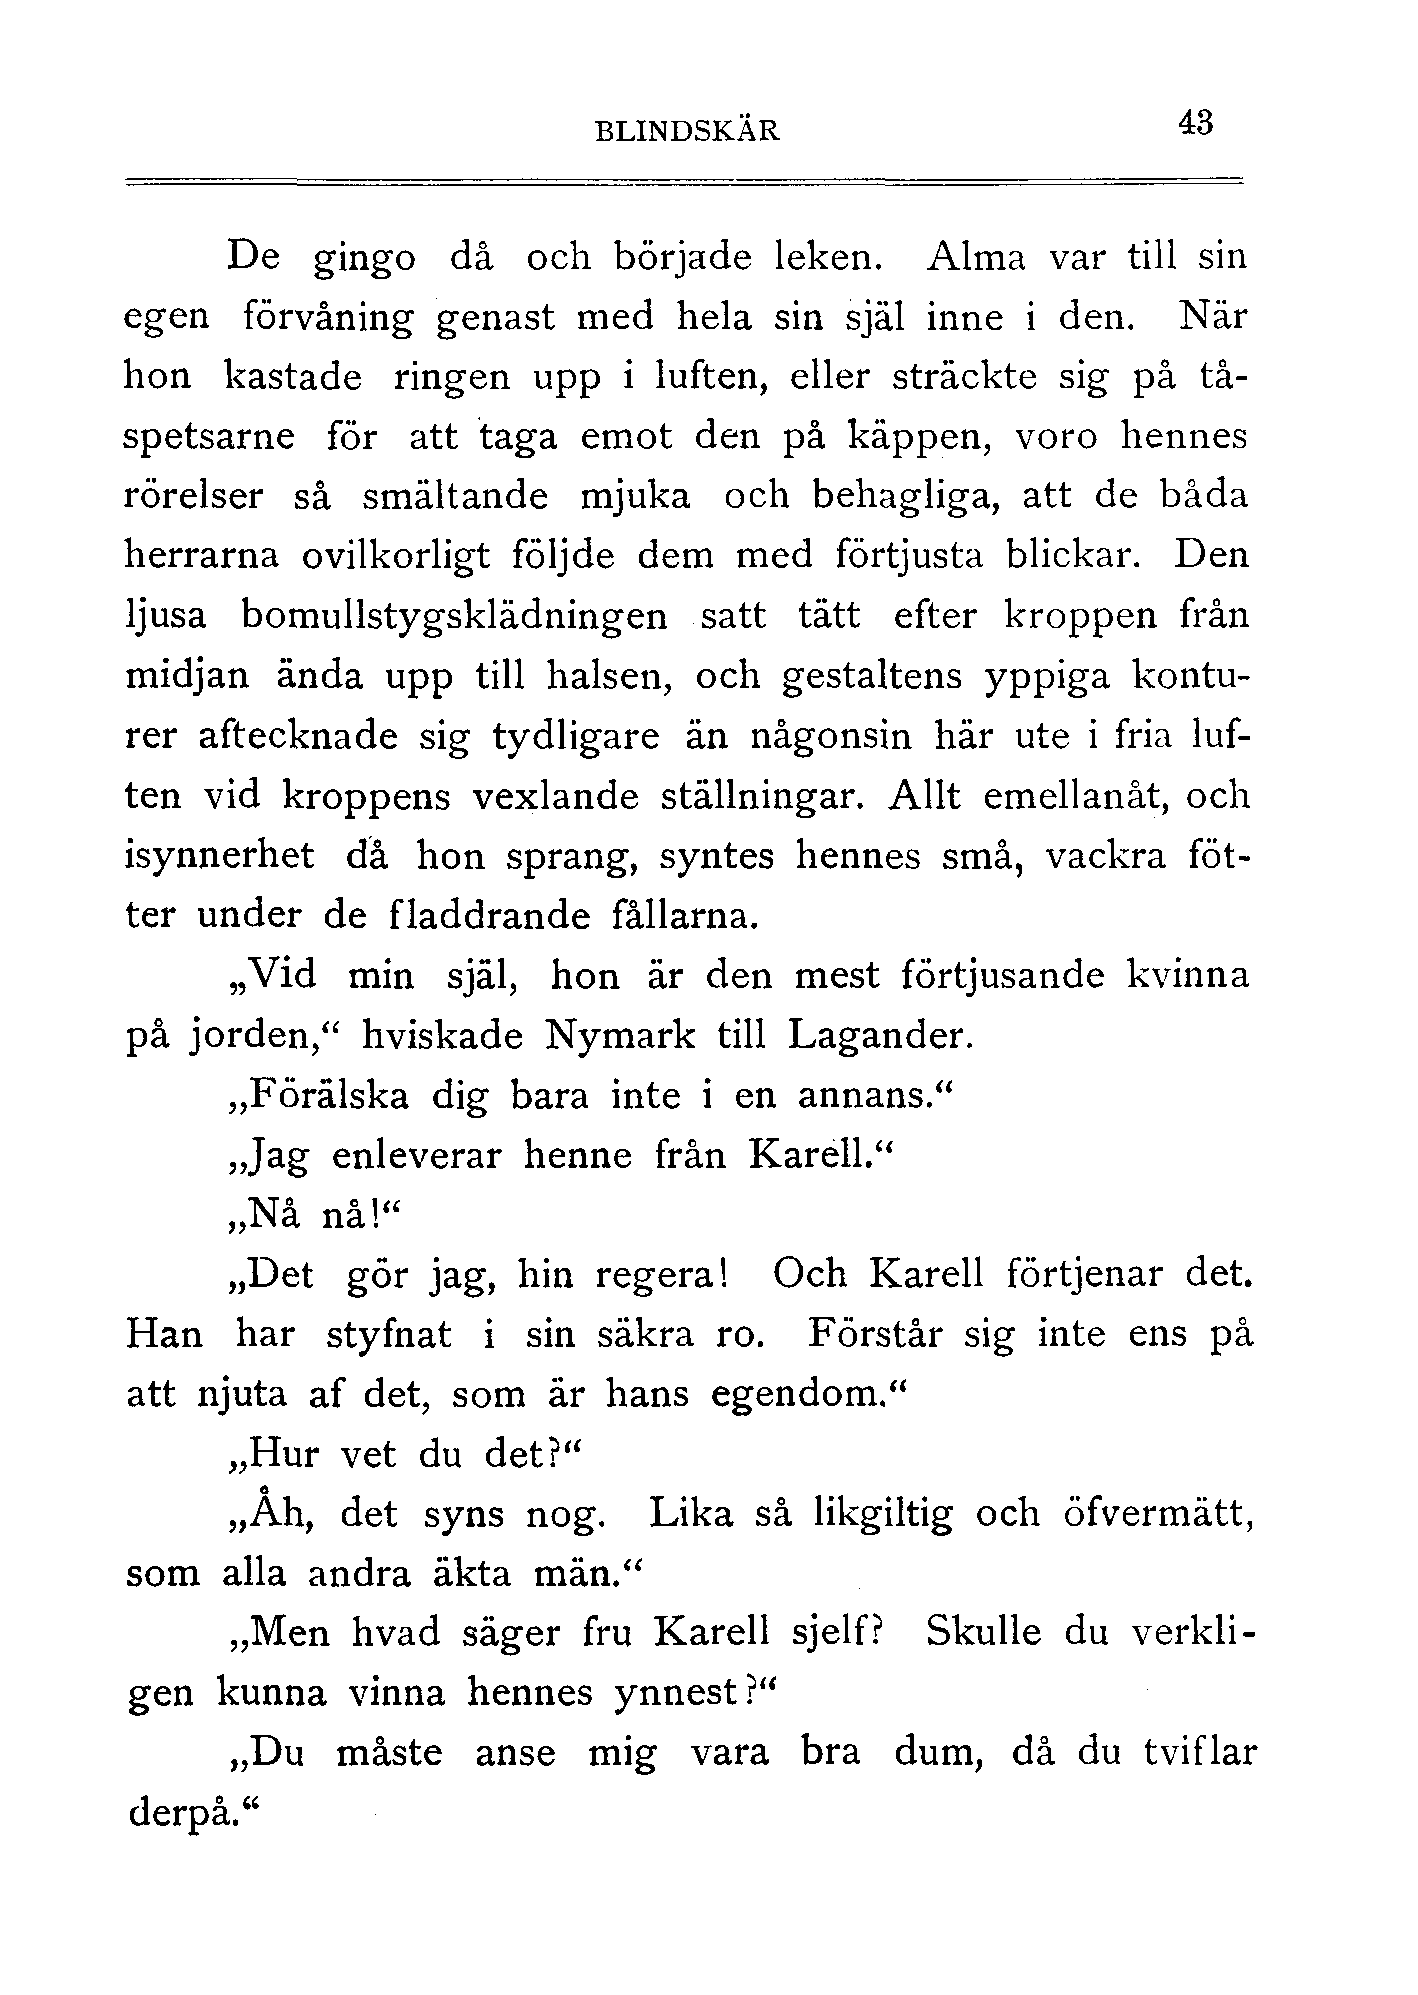 BLINDSKÄR 43
De gingo då och började leken. Alma var till sin
egen förvåning genast med hela sin själ inne i den. När
hon kastade ringen upp i luften, eller sträckte sig på tå-
spetsarne för att taga emot den på käppen, voro hennes
rörelser så smältande mjuka och behagliga, att de båda
herrarna ovilkorligt följde dem med förtjusta blickar. Den
ljusa bomullstygsklädningen satt tätt efter kroppen från
midjan ända upp till halsen, och gestaltens yppiga kontu-
rer aftecknade sig tydligare än någonsin här ute i fria luf-
ten vid kroppens vexlande ställningar. Allt emellanåt, och
isynnerhet då hon sprang, syntes hennes små, vackra föt-
ter under de fladdrande fållarna.
„Vid min själ, hon är den mest förtjusande kvinna
på jorden,“ hviskade Nymark till Lagander.
„Förälska dig bara inte i en annans.“
„Jag enleverar henne från Karell.“
„Nå nå!“
„Det gör jag, hin regera! Och Karell förtjenar det.
Han har styfnat i sin säkra ro. Förstår sig inte ens på
att njuta af det, som är hans egendom.“
„Hur vet du det?“
„Åh, det syns nog. Lika så likgiltig och öfvermätt,
som alla andra äkta män.“
„Men hvad säger fru Karell sjelf? Skulle du verkli-
gen kunna vinna hennes ynnest?“
„Du måste anse mig vara bra dum, då du tviflar
derpå.“